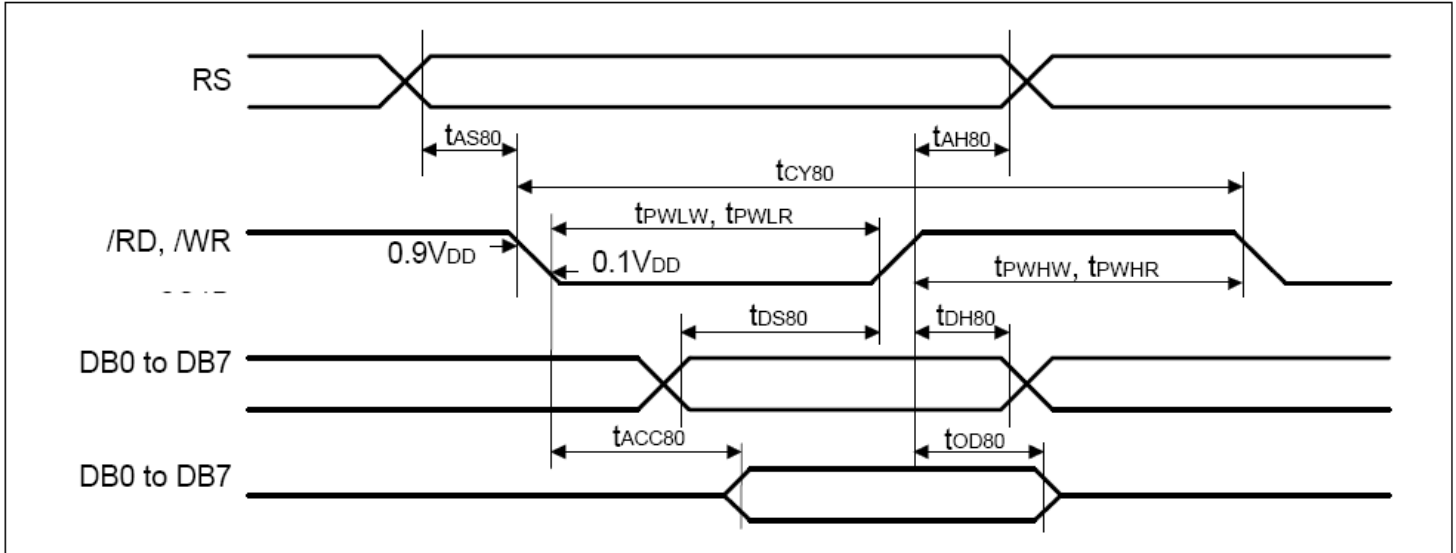 RS
tAS80
tAH80
tCY80
tPWLW, tPWLR
/RD, /WR
0.9VDD
0.1VDD
tPWHW, tPWHR
tDS80
tDH80
DB0 to DB7
tACC80
tOD80
DB0 to DB7